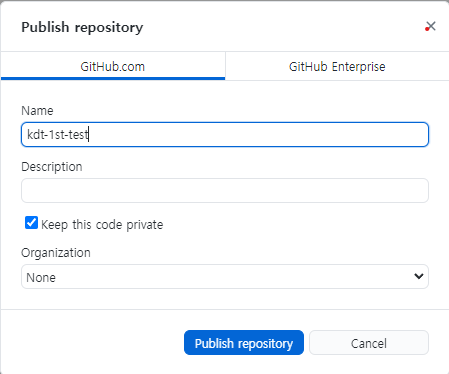 Publish repository
GitHub.com
GitHub Enterprise
Name
kdt-1st-test
Description
Keep this code private
Organization
None
Publish repository
Cancel